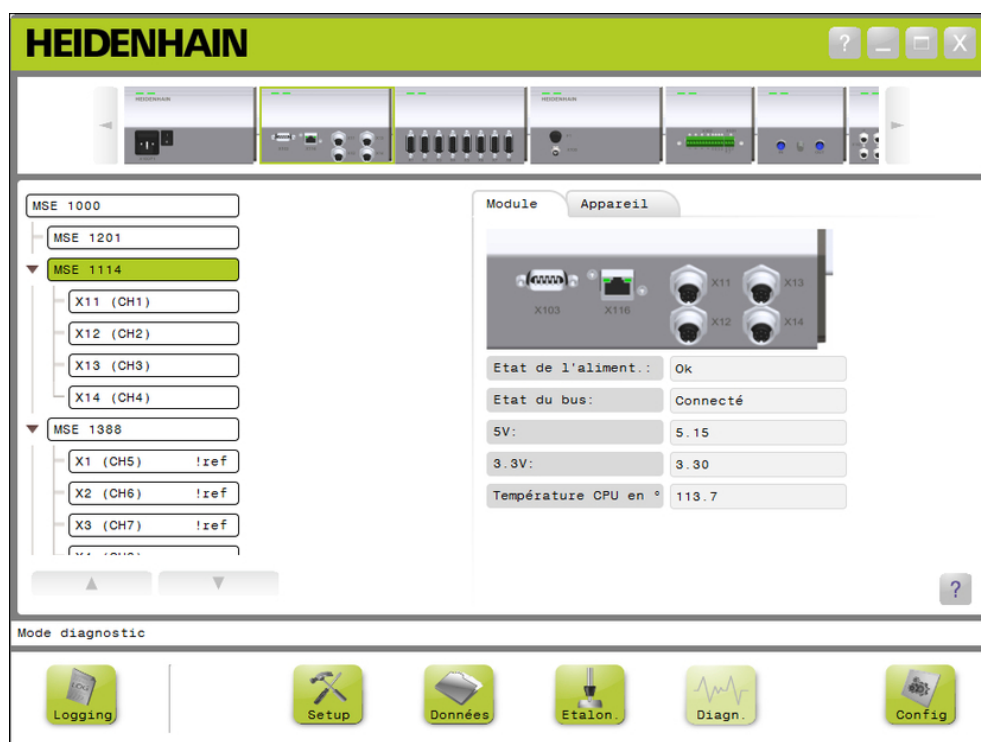 HEIDENHAIN
?
X
HEIDENHAIN
HEIDENHAIN
MSE 1000
MSE 1201
MSE 1114
X11 (CH1)
X12 (CH2)
X13 (CH3)
X14 (CH4)
MSE 1388
X1 (CH5) !ref
X2 (CH6) !ref
X3 (CH7) !ref
Module Appareil
X103 X116 X11 X13
X12 X14
Etat de l'aliment.: Ok
Etat du bus: Connecté
5V: 5.15
3.3V: 3.30
Température CPU en ° 113.7
?
Mode diagnostic
Logging Setup Données Etalon. Diagn. Config